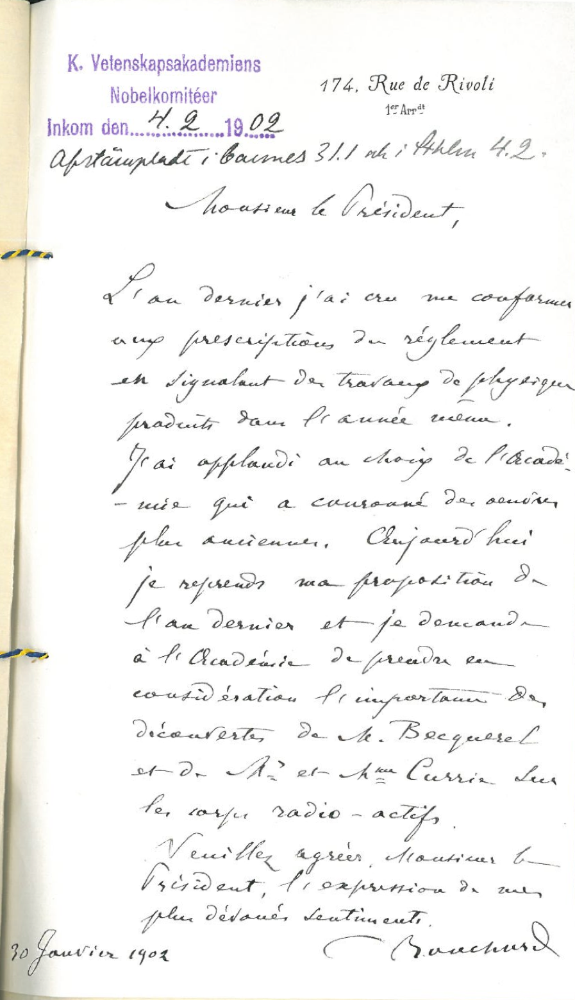 K. Vetenskapsakademiens
Nobelkomitéer
Inkom den 4.2 1902
174, Rue de Rivoli
1er Arrdt
Afstämpladt i Cannes 31.1 och i Sthlm 4.2.
Monsieur le Président,
L'an dernier j'ai cru me conformer
aux prescriptions du réglement
en signalant des travaux de physique
produits dans l'année même.
J'ai applaudi au choix de l'Acadé-
-mie qui a couronné des oeuvres
plus anciennes. Aujourd'hui
je reprends ma proposition de
l'an dernier et je demande
à l'Académie de prendre en
considération l'importance des
découvertes de M. Becquerel
et de Mr et Mme Currie sur
les corps radio-actifs.
Veuillez agréer, Monsieur le
Président, l'expression de mes
plus dévoués sentiments.
Bouchard
30 Janvier 1902